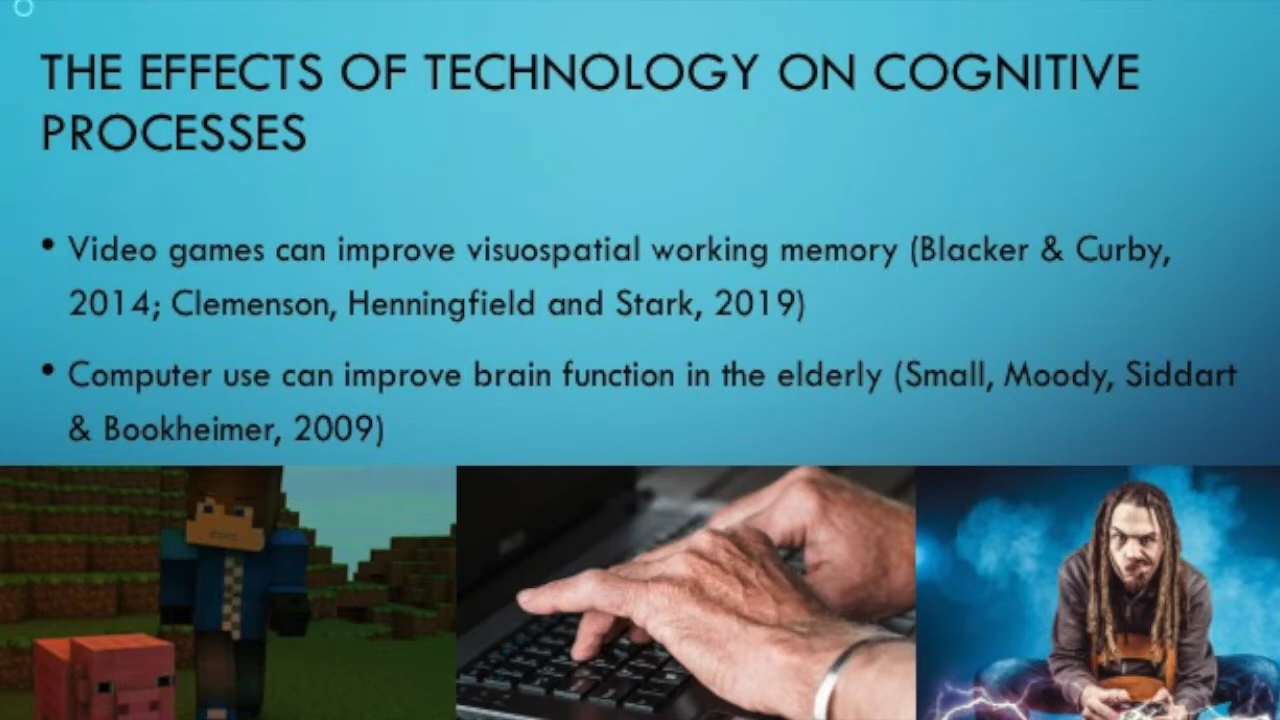 THE EFFECTS OF TECHNOLOGY ON COGNITIVE
PROCESSES
• Video games can improve visuospatial working memory (Blacker & Curby,
2014; Clemenson, Henningfield and Stark, 2019)
• Computer use can improve brain function in the elderly (Small, Moody, Siddart
& Bookheimer, 2009)